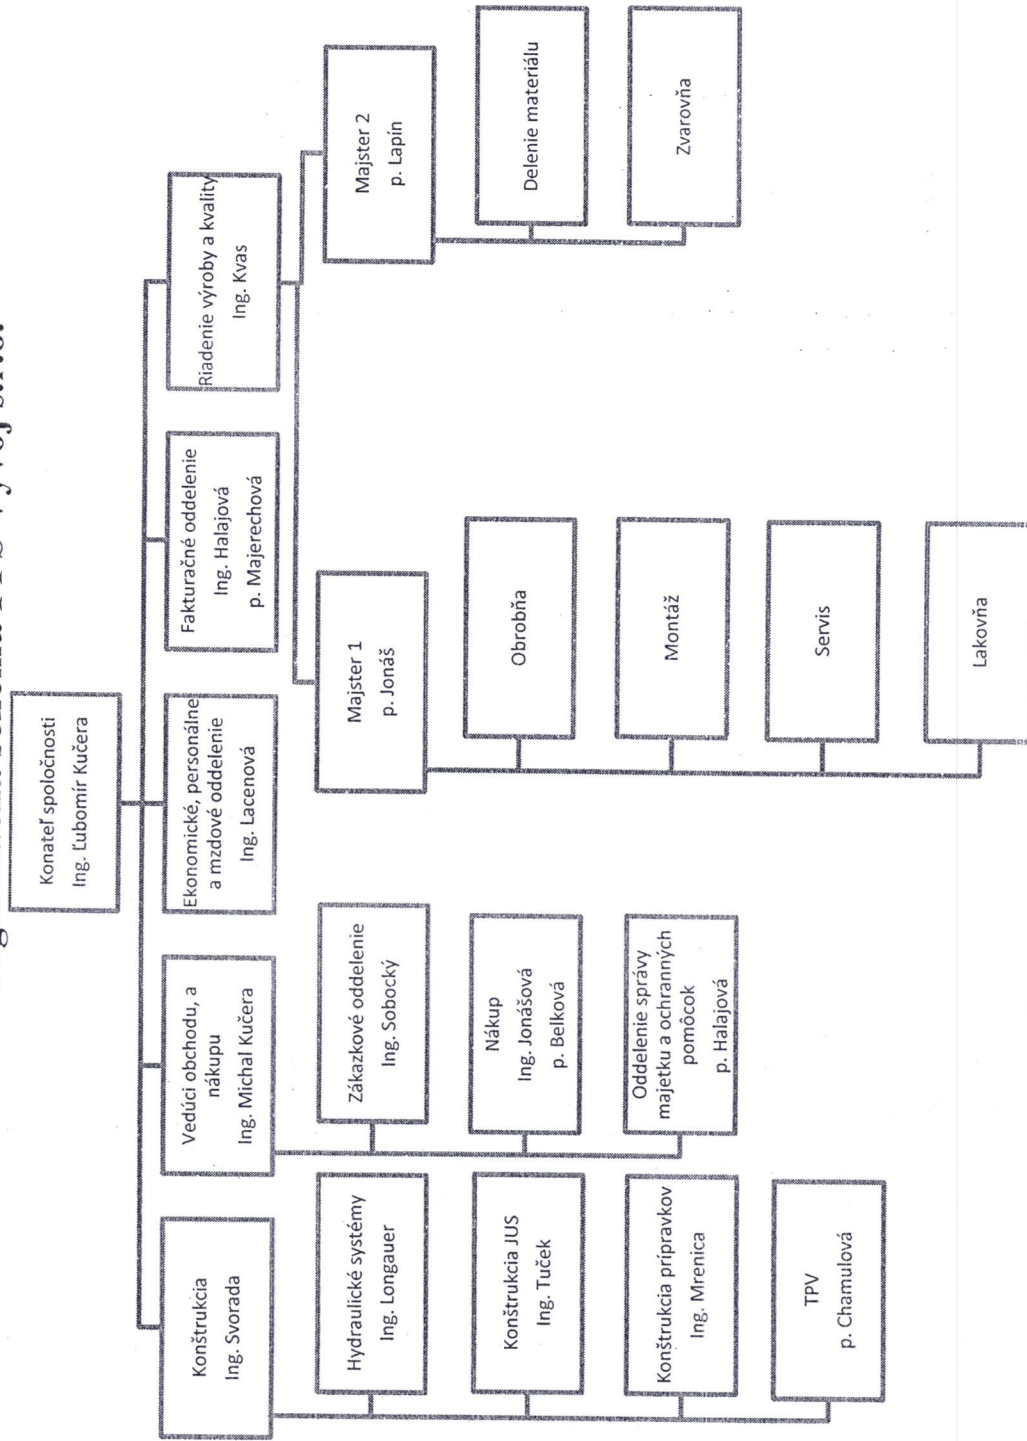 Konateľ spoločnosti
Ing. Ľubomír Kučera
Konštrukcia
Ing. Svorada
Hydraulické systémy
Ing. Longauer
Konštrukcia JUS
Ing. Tuček
Konštrukcia prípravkov
Ing. Mrenica
TPV
p. Chamulová
Vedúci obchodu, a
nákupu
Ing. Michal Kučera
Zákazkové oddelenie
Ing. Sobocký
Nákup
Ing. Jonášová
p. Belková
Oddelenie správy
majetku a ochranných
pomôcok
p. Halajová
Ekonomické, personálne
a mzdové oddelenie
Ing. Lacenová
Fakturačné oddelenie
Ing. Halajová
p. Majerechová
Riadenie výroby a kvality
Ing. Kvas
Majster 1
p. Jonáš
Obrobňa
Montáž
Servis
Lakovňa
Majster 2
p. Lapín
Delenie materiálu
Zvarovňa